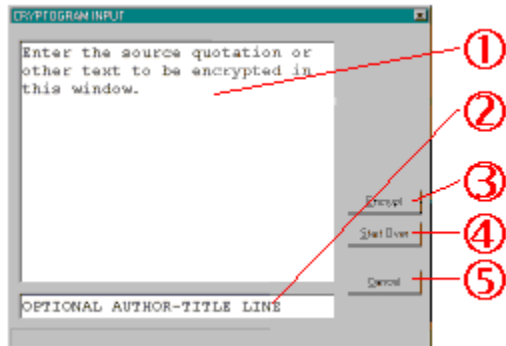 CRYPTOGRAM INPUT
Enter the source quotation or
other text to be encrypted in
this window.
OPTIONAL AUTHOR-TITLE LINE
Encrypt
Start Over
Cancel
1
2
3
4
5